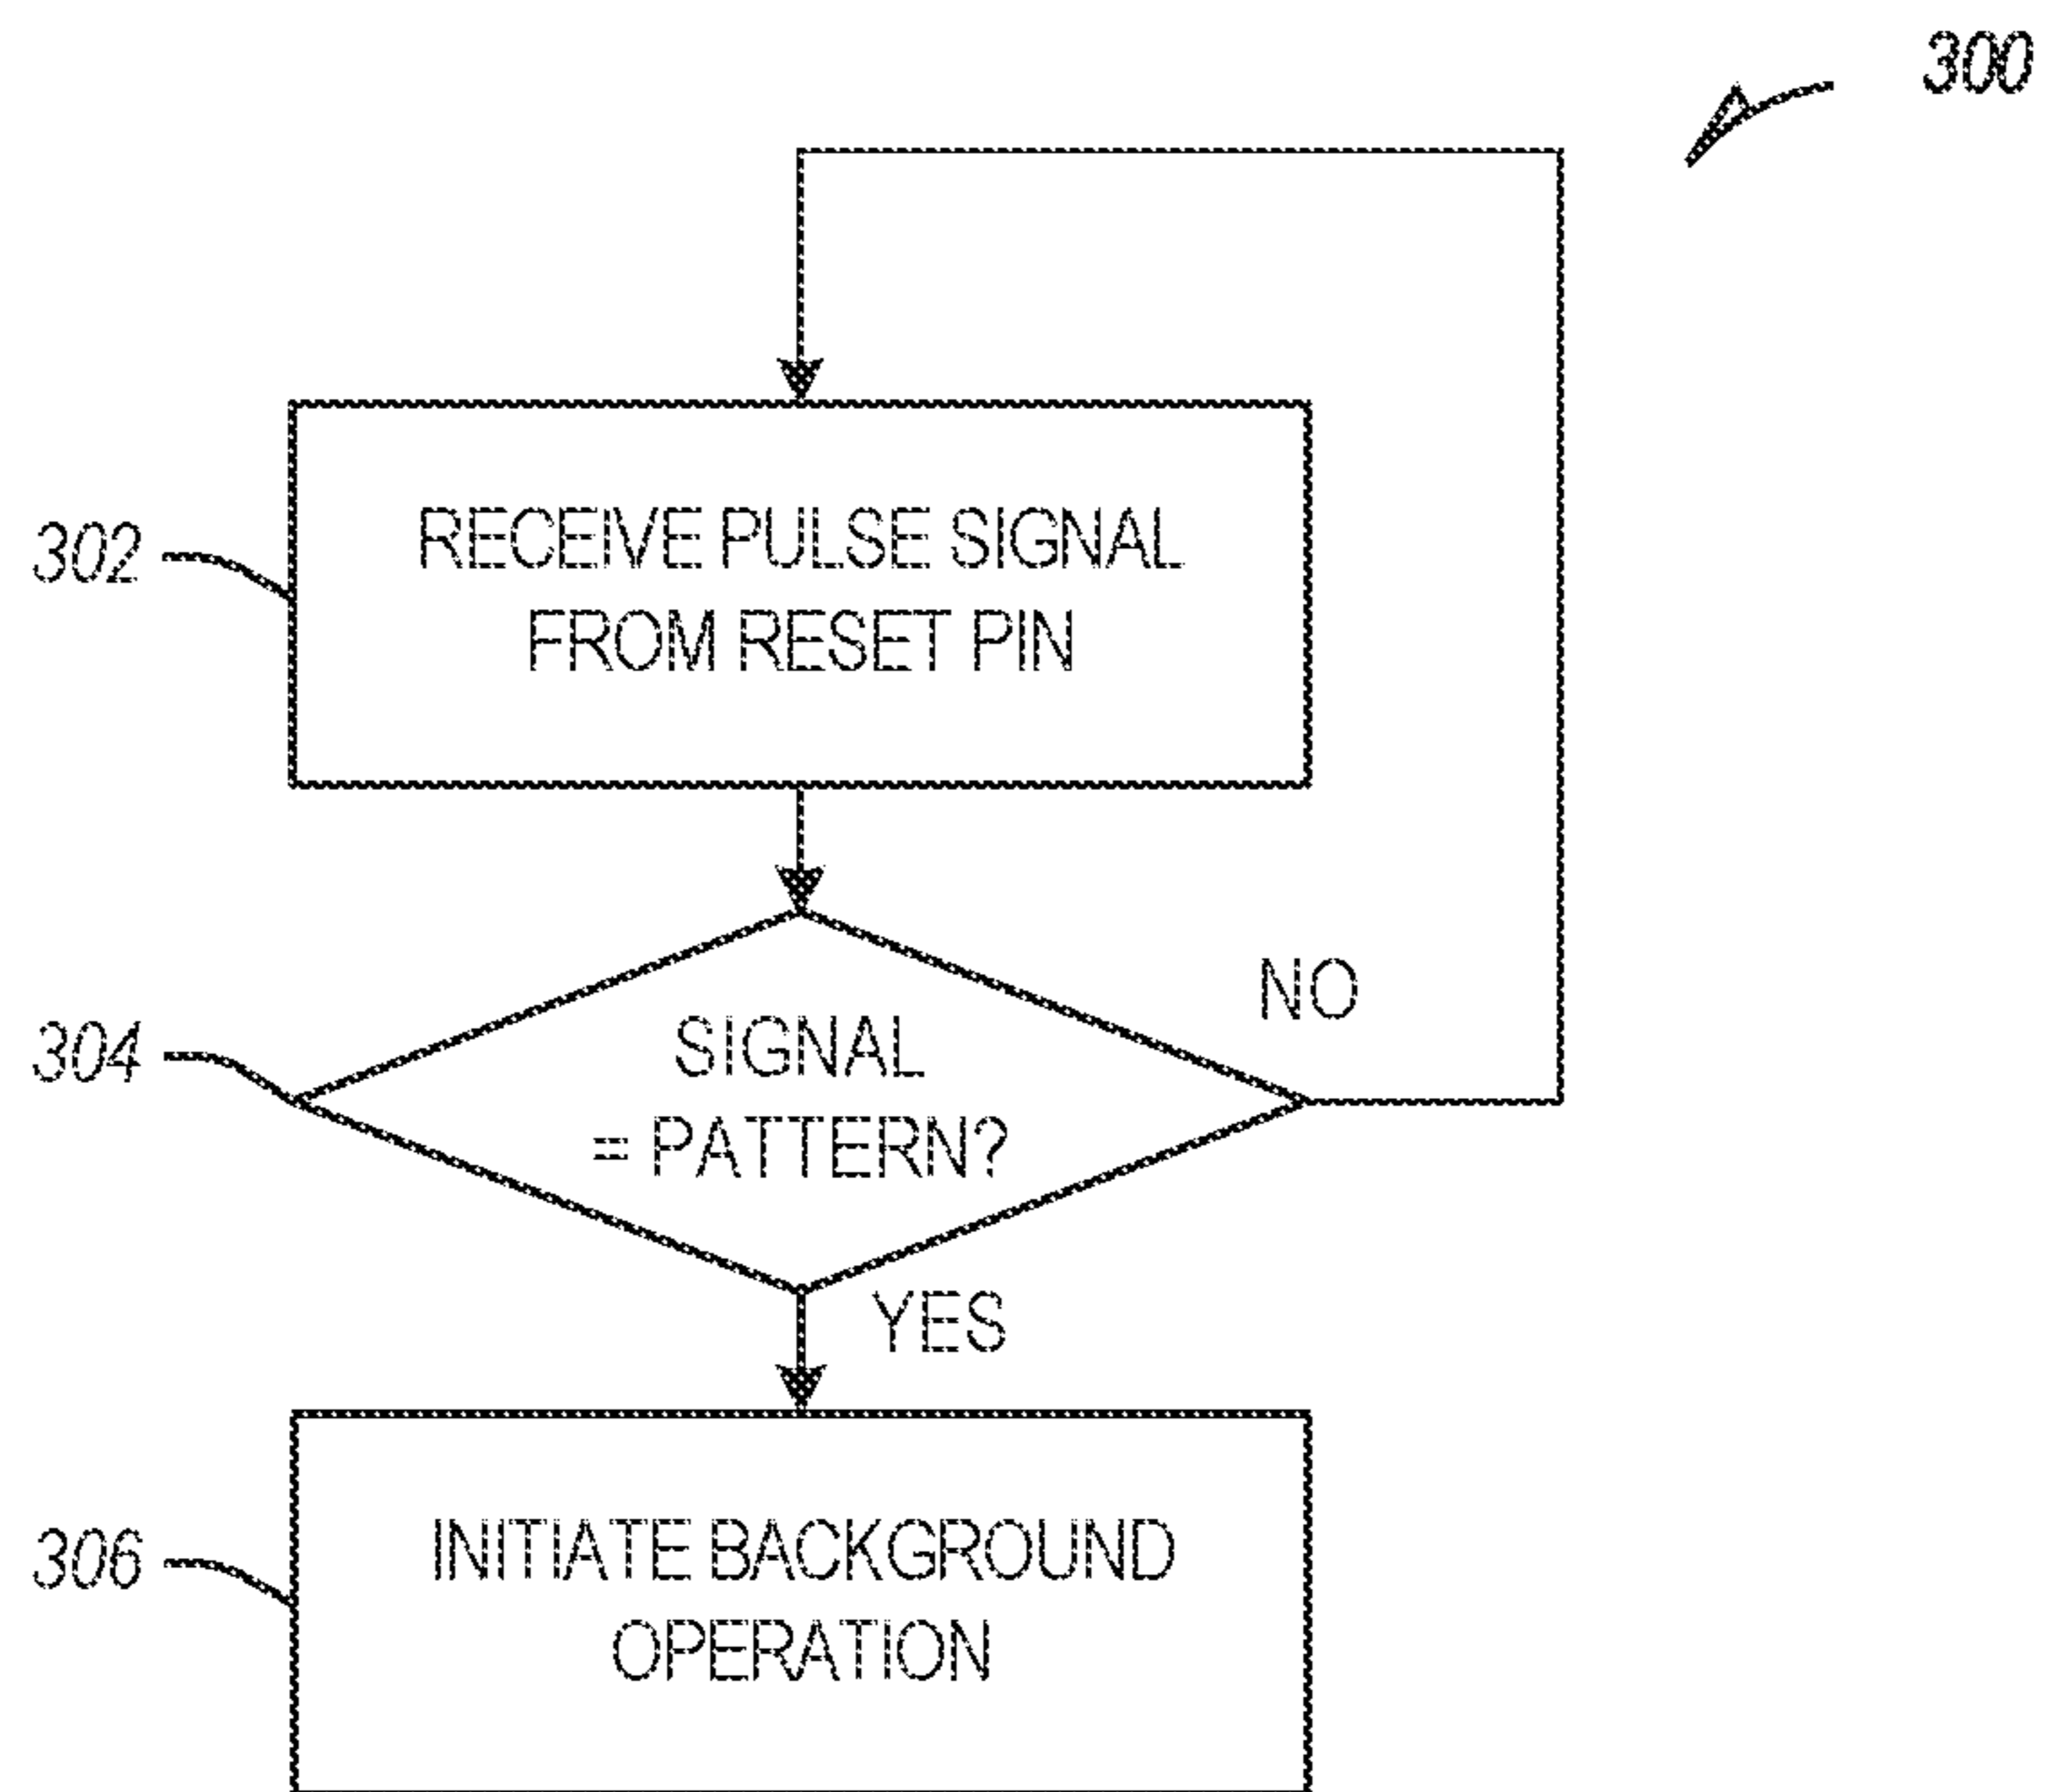 300
302
RECEIVE PULSE SIGNAL
FROM RESET PIN
304
SIGNAL
= PATTERN?
NO
YES
306
INITIATE BACKGROUND
OPERATION